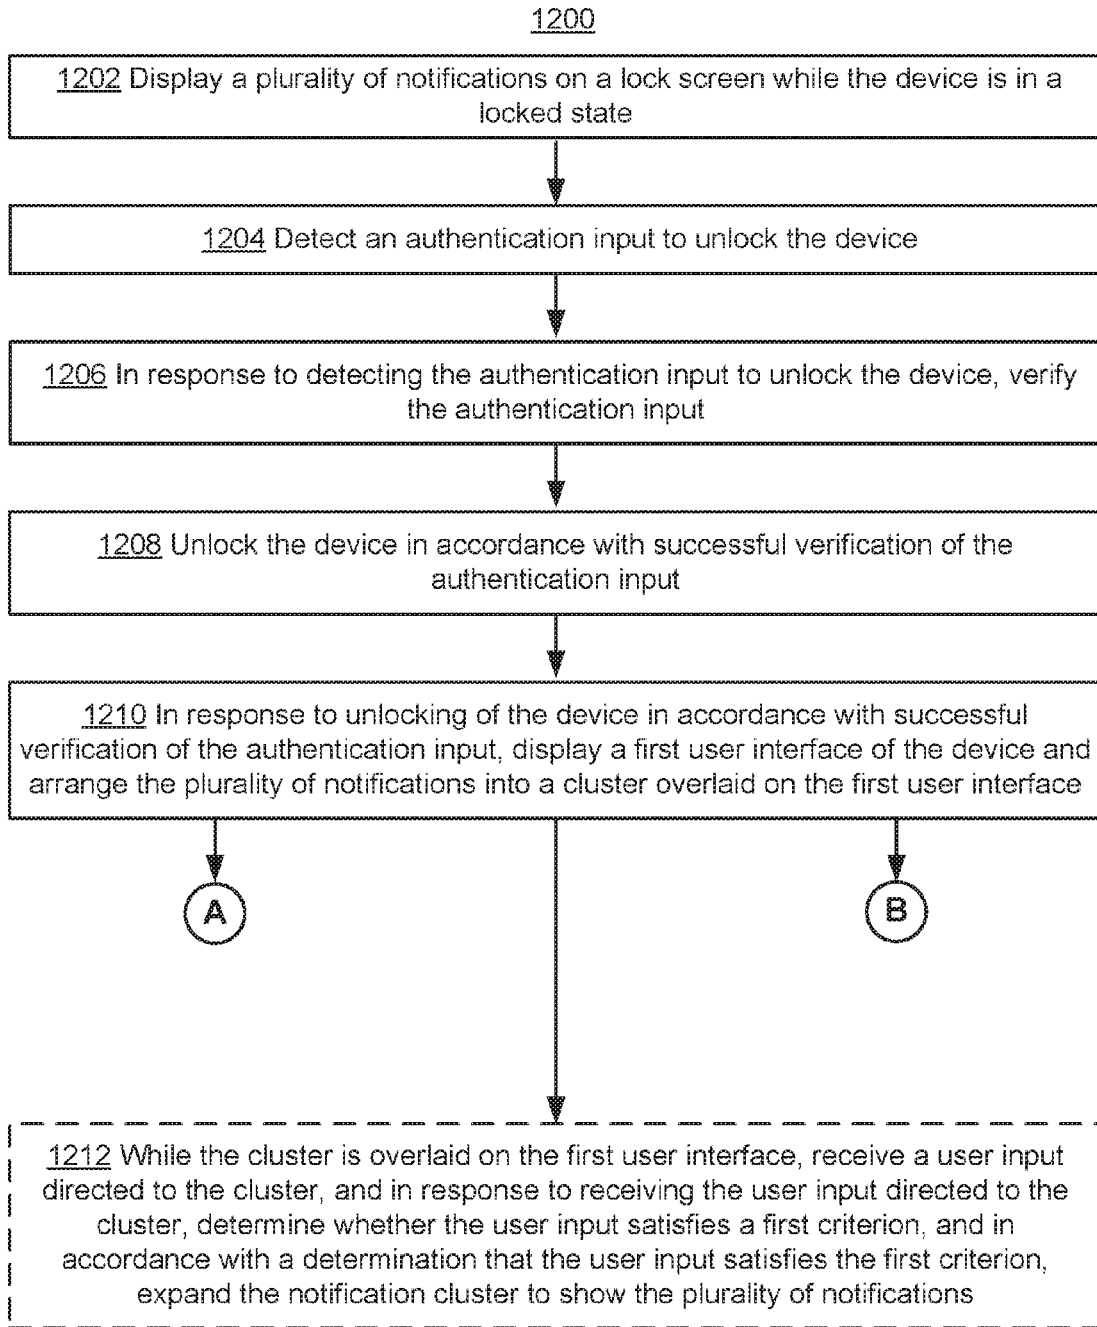 1200
1202 Display a plurality of notifications on a lock screen while the device is in a
locked state
1204 Detect an authentication input to unlock the device
1206 In response to detecting the authentication input to unlock the device, verify
the authentication input
1208 Unlock the device in accordance with successful verification of the
authentication input
1210 In response to unlocking of the device in accordance with successful
verification of the authentication input, display a first user interface of the device and
arrange the plurality of notifications into a cluster overlaid on the first user interface
A
B
1212 While the cluster is overlaid on the first user interface, receive a user input
directed to the cluster, and in response to receiving the user input directed to the
cluster, determine whether the user input satisfies a first criterion, and in
accordance with a determination that the user input satisfies the first criterion,
expand the notification cluster to show the plurality of notifications